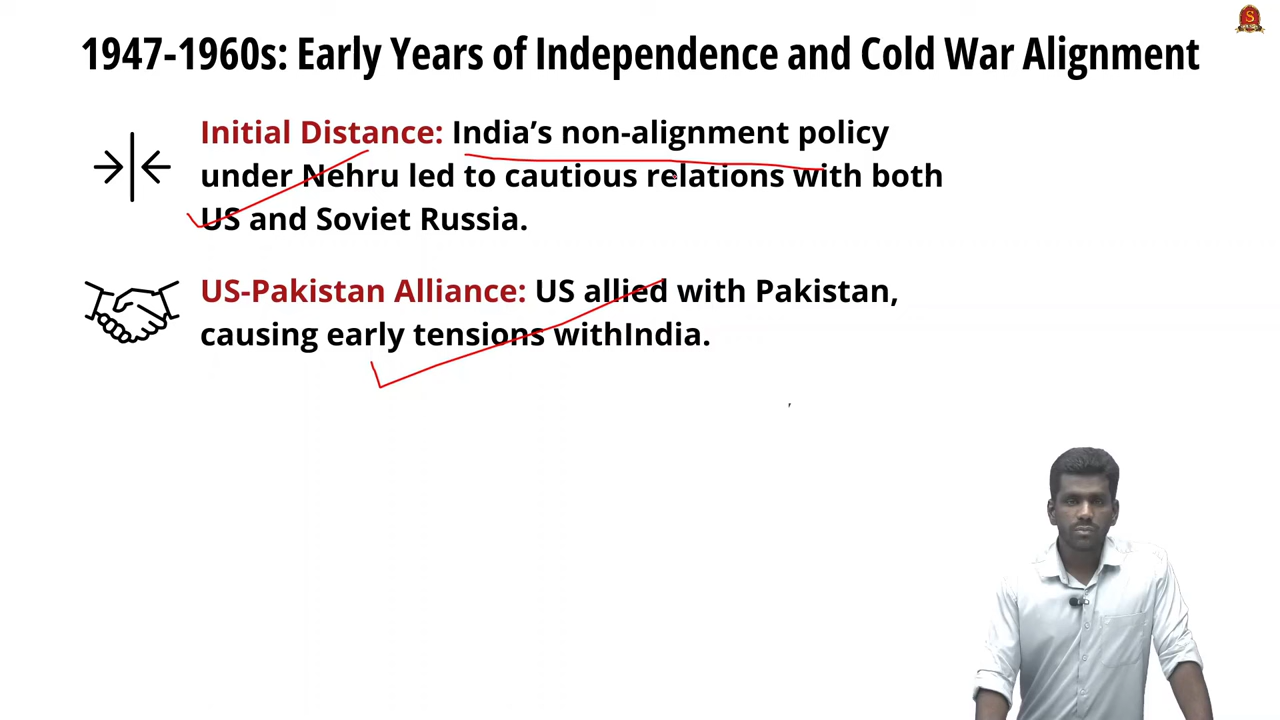 1947-1960s: Early Years of Independence and Cold War Alignment
Initial Distance: India's non-alignment policy
under Nehru led to cautious relations with both
US and Soviet Russia.
US-Pakistan Alliance: US allied with Pakistan,
causing early tensions withIndia.
S